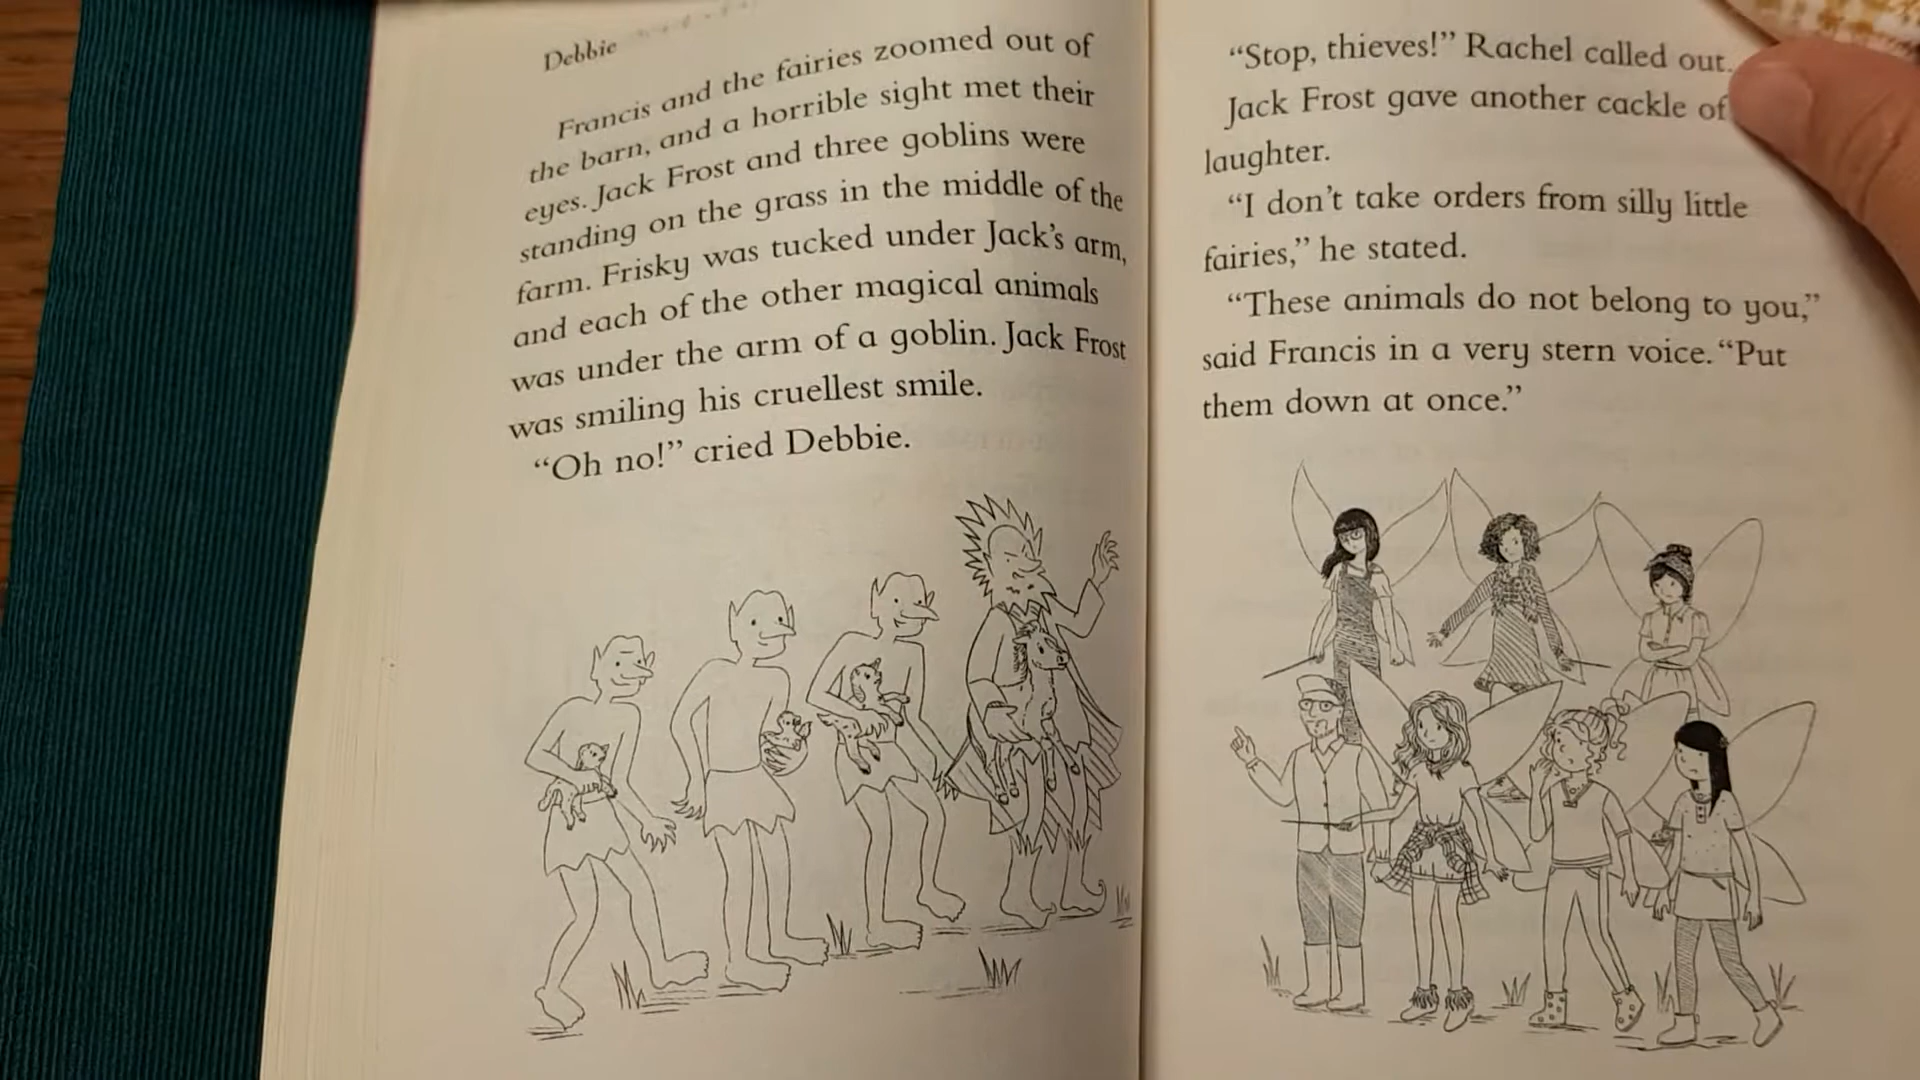 Debbie
Francis and the fairies zoomed out of
the barn, and a horrible sight met their
eyes. Jack Frost and three goblins were
standing on the grass in the middle of the
farm. Frisky was tucked under Jack's arm,
and each of the other magical animals
was under the arm of a goblin. Jack Frost
was smiling his cruellest smile.
“Oh no!” cried Debbie.
“Stop, thieves!” Rachel called out.
Jack Frost gave another cackle of
laughter.
“I don't take orders from silly little
fairies,” he stated.
“These animals do not belong to you,”
said Francis in a very stern voice. “Put
them down at once.”